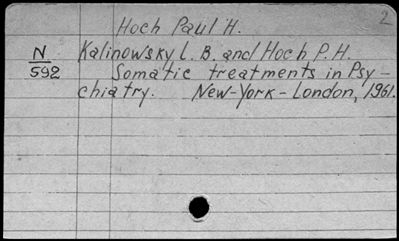 2
Hoch Paul H.
N Kalinowsky L. B. and Hoch P. H.
592 Somatic treatments in Psy-
chiatry. New-York-London, 1961.